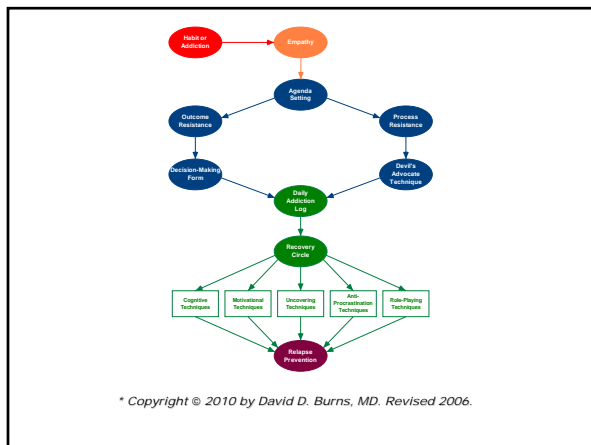 Habit or
Addiction
Empathy
Agenda
Setting
Outcome
Resistance
Process
Resistance
Decision-Making
Form
Devil's
Advocate
Technique
Daily
Addiction
Log
Recovery
Circle
Cognitive
Techniques
Motivational
Techniques
Uncovering
Techniques
Anti-
Procrastination
Techniques
Role-Playing
Techniques
Relapse
Prevention
* Copyright © 2010 by David D. Burns, MD. Revised 2006.